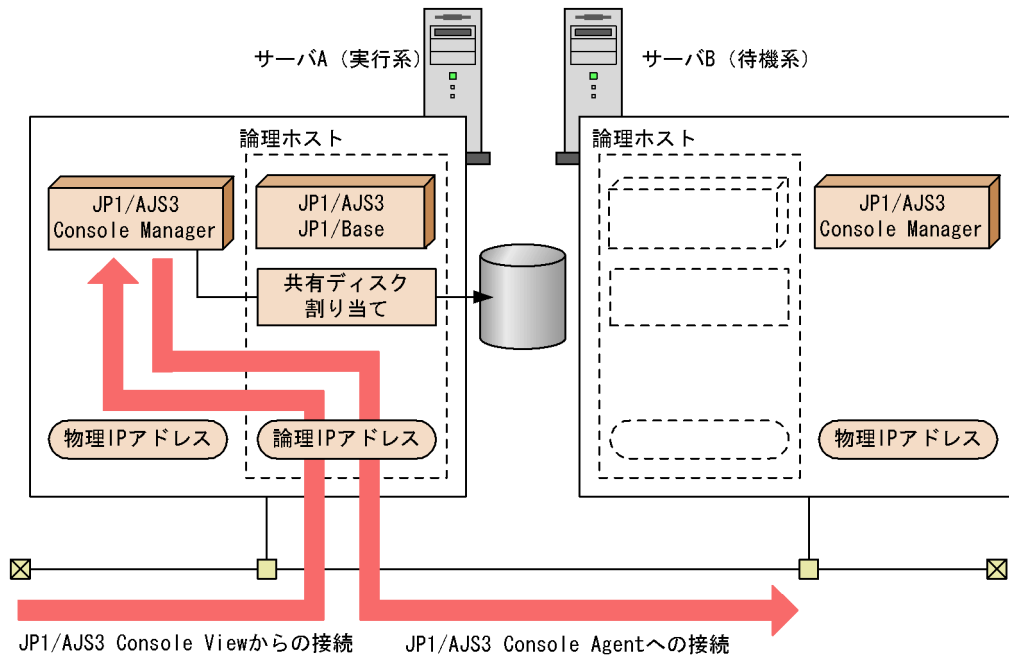 サーバA（実行系）
サーバB（待機系）
論理ホスト
論理ホスト
JP1/AJS3
Console Manager
JP1/AJS3
JP1/Base
JP1/AJS3
Console Manager
共有ディスク
割り当て
物理IPアドレス
論理IPアドレス
物理IPアドレス
JP1/AJS3 Console Viewからの接続
JP1/AJS3 Console Agentへの接続